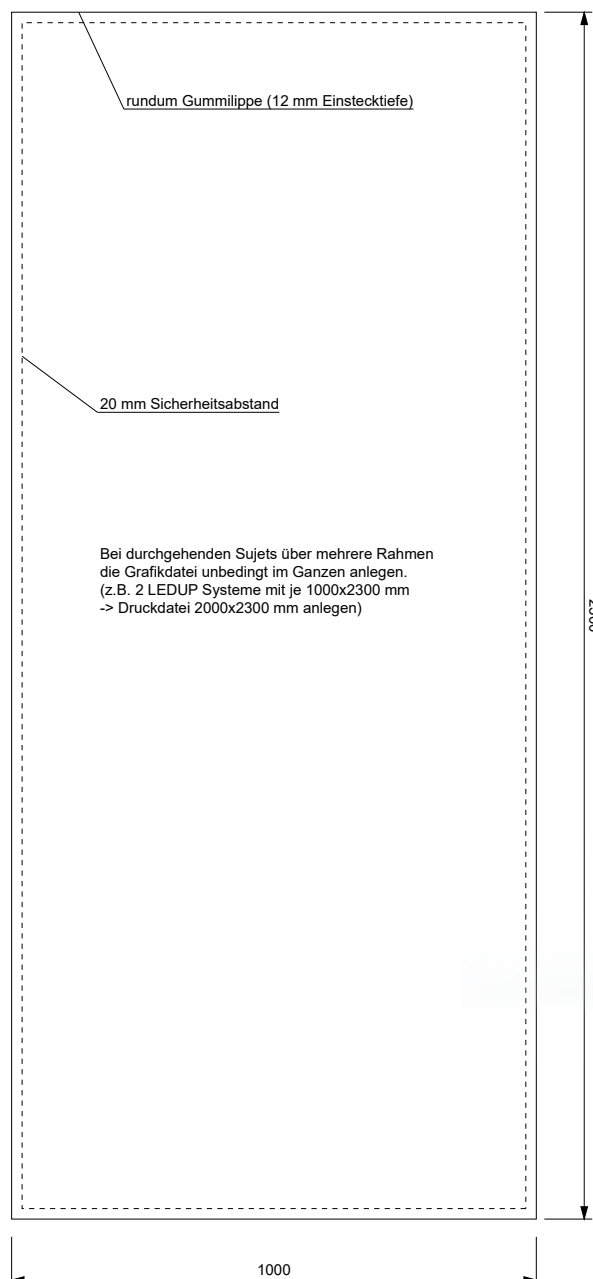 rundum Gummilippe (12 mm Einstecktiefe)
20 mm Sicherheitsabstand
Bei durchgehenden Sujets über mehrere Rahmen
die Grafikdatei unbedingt im Ganzen anlegen.
(z.B. 2 LEDUP Systeme mit je 1000x2300 mm
-> Druckdatei 2000x2300 mm anlegen)
1000